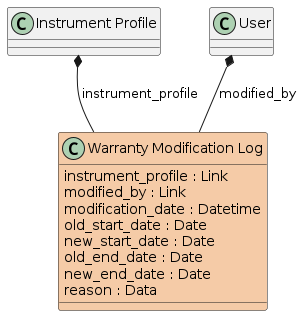 C Instrument Profile
C User
instrument_profile
modified_by
C Warranty Modification Log
instrument_profile : Link
modified_by : Link
modification_date : Datetime
old_start_date : Date
new_start_date : Date
old_end_date : Date
new_end_date : Date
reason : Data